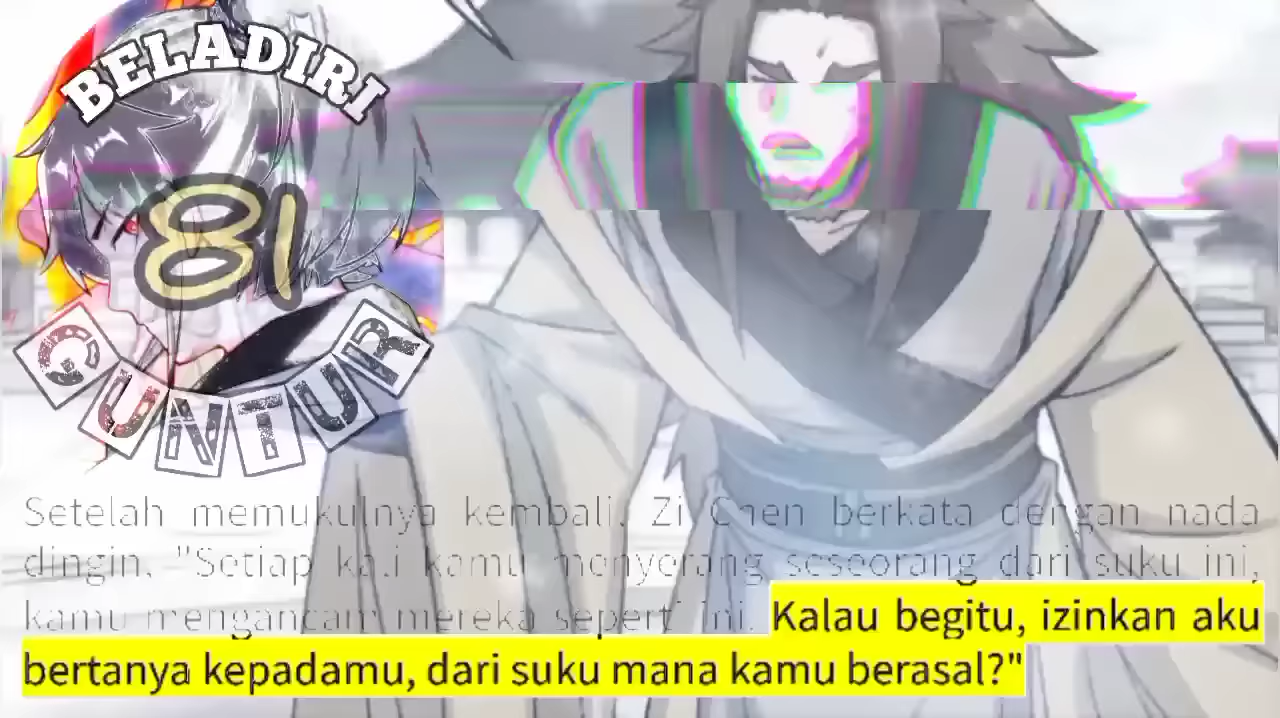 BELADIRI
81
GUNTUR
Setelah memukulnya kembali, Zi Chen berkata dengan nada
dingin, "Setiap kali kamu menyerang seseorang dari suku ini,
kamu mengancam mereka seperti ini. Kalau begitu, izinkan aku
bertanya kepadamu, dari suku mana kamu berasal?"